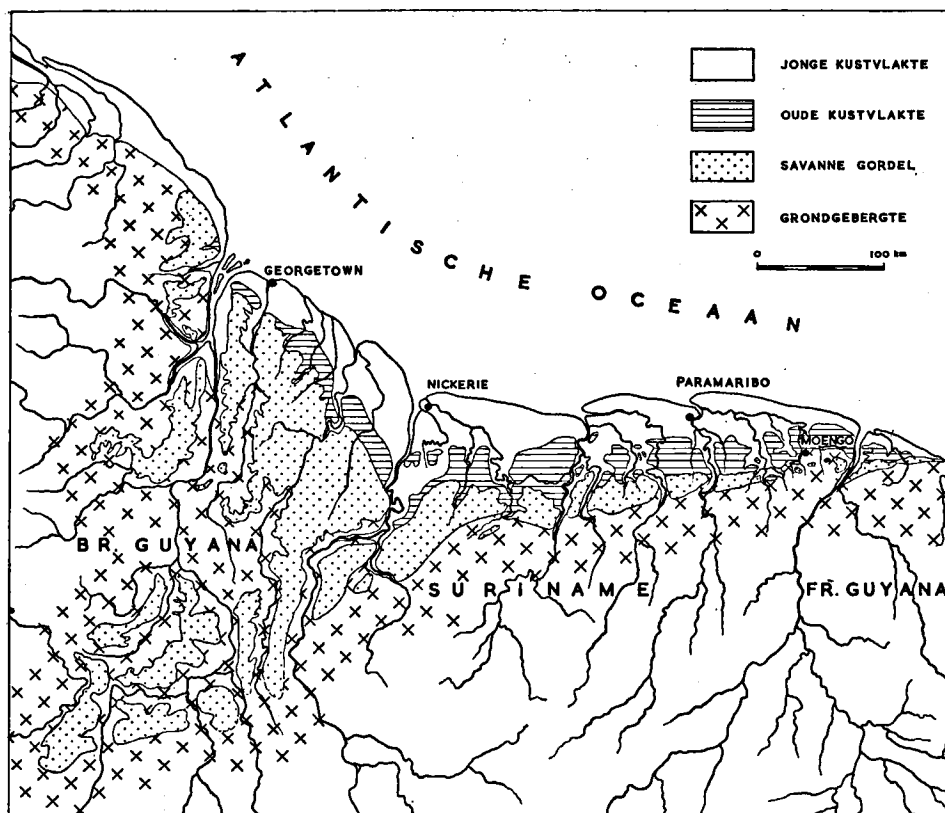 ATLANTISCHE OCEAAN
JONGE KUSTVLAKTE
OUDE KUSTVLAKTE
SAVANNE GORDEL
GRONDGEBERGTE
0 100 km
GEORGETOWN
NICKERIE
PARAMARIBO
MOENGO
BR. GUYANA
SURINAME
FR. GUYANA